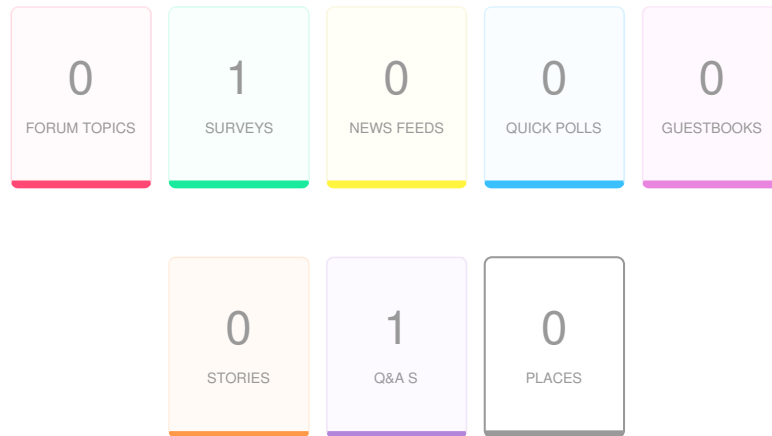 0 1 0 0 0
FORUM TOPICS SURVEYS NEWS FEEDS QUICK POLLS GUESTBOOKS
0 1 0
STORIES Q&A S PLACES